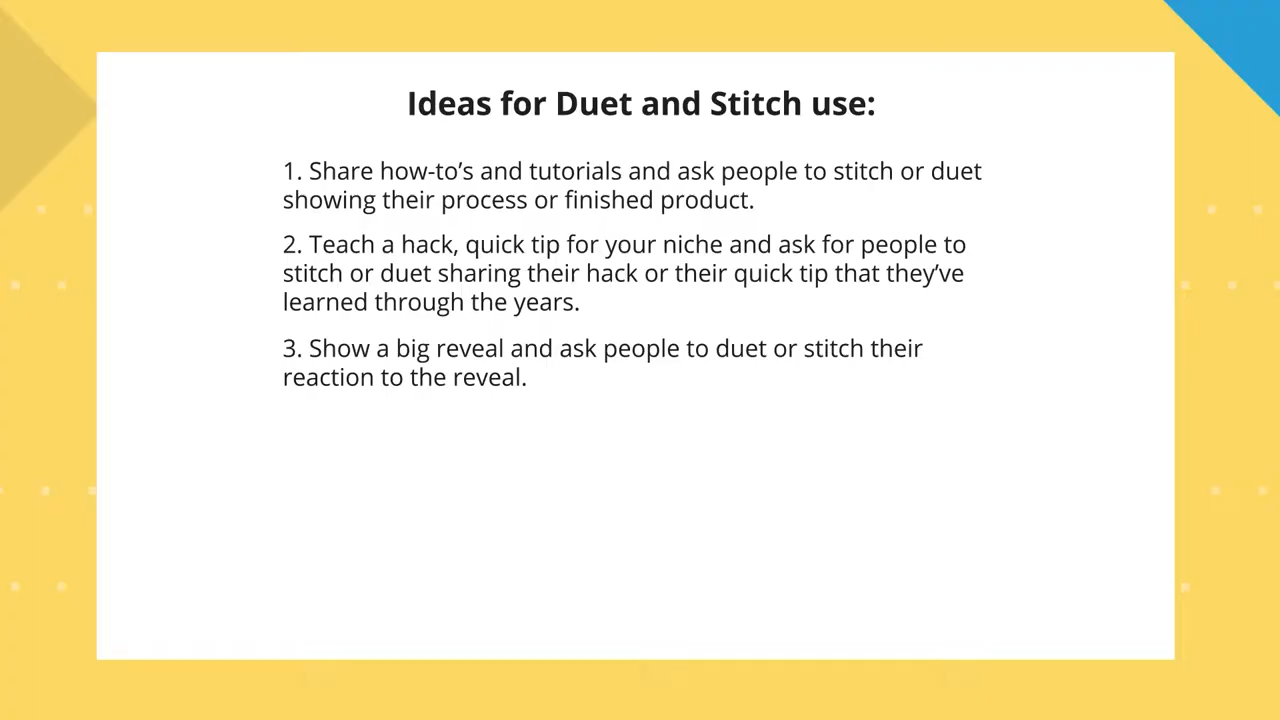 Ideas for Duet and Stitch use:
1. Share how-to’s and tutorials and ask people to stitch or duet
showing their process or finished product.
2. Teach a hack, quick tip for your niche and ask for people to
stitch or duet sharing their hack or their quick tip that they’ve
learned through the years.
3. Show a big reveal and ask people to duet or stitch their
reaction to the reveal.